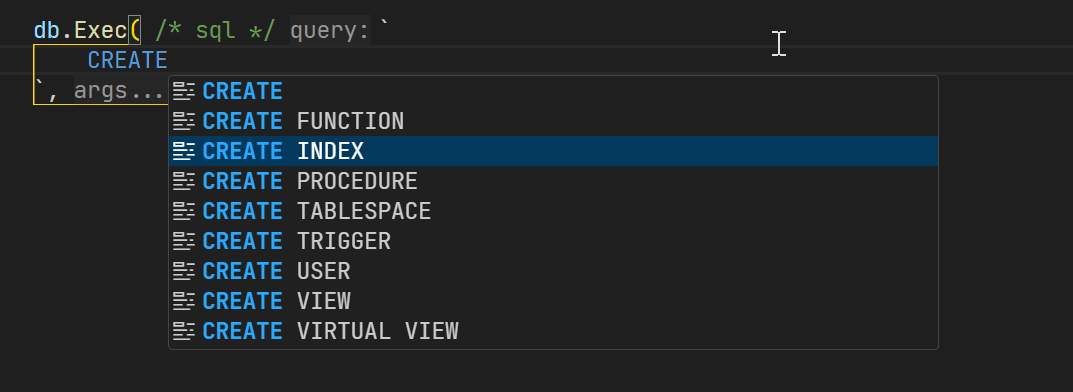 db.Exec( /* sql */ query: `
CREATE
`, args...
CREATE
CREATE FUNCTION
CREATE INDEX
CREATE PROCEDURE
CREATE TABLESPACE
CREATE TRIGGER
CREATE USER
CREATE VIEW
CREATE VIRTUAL VIEW